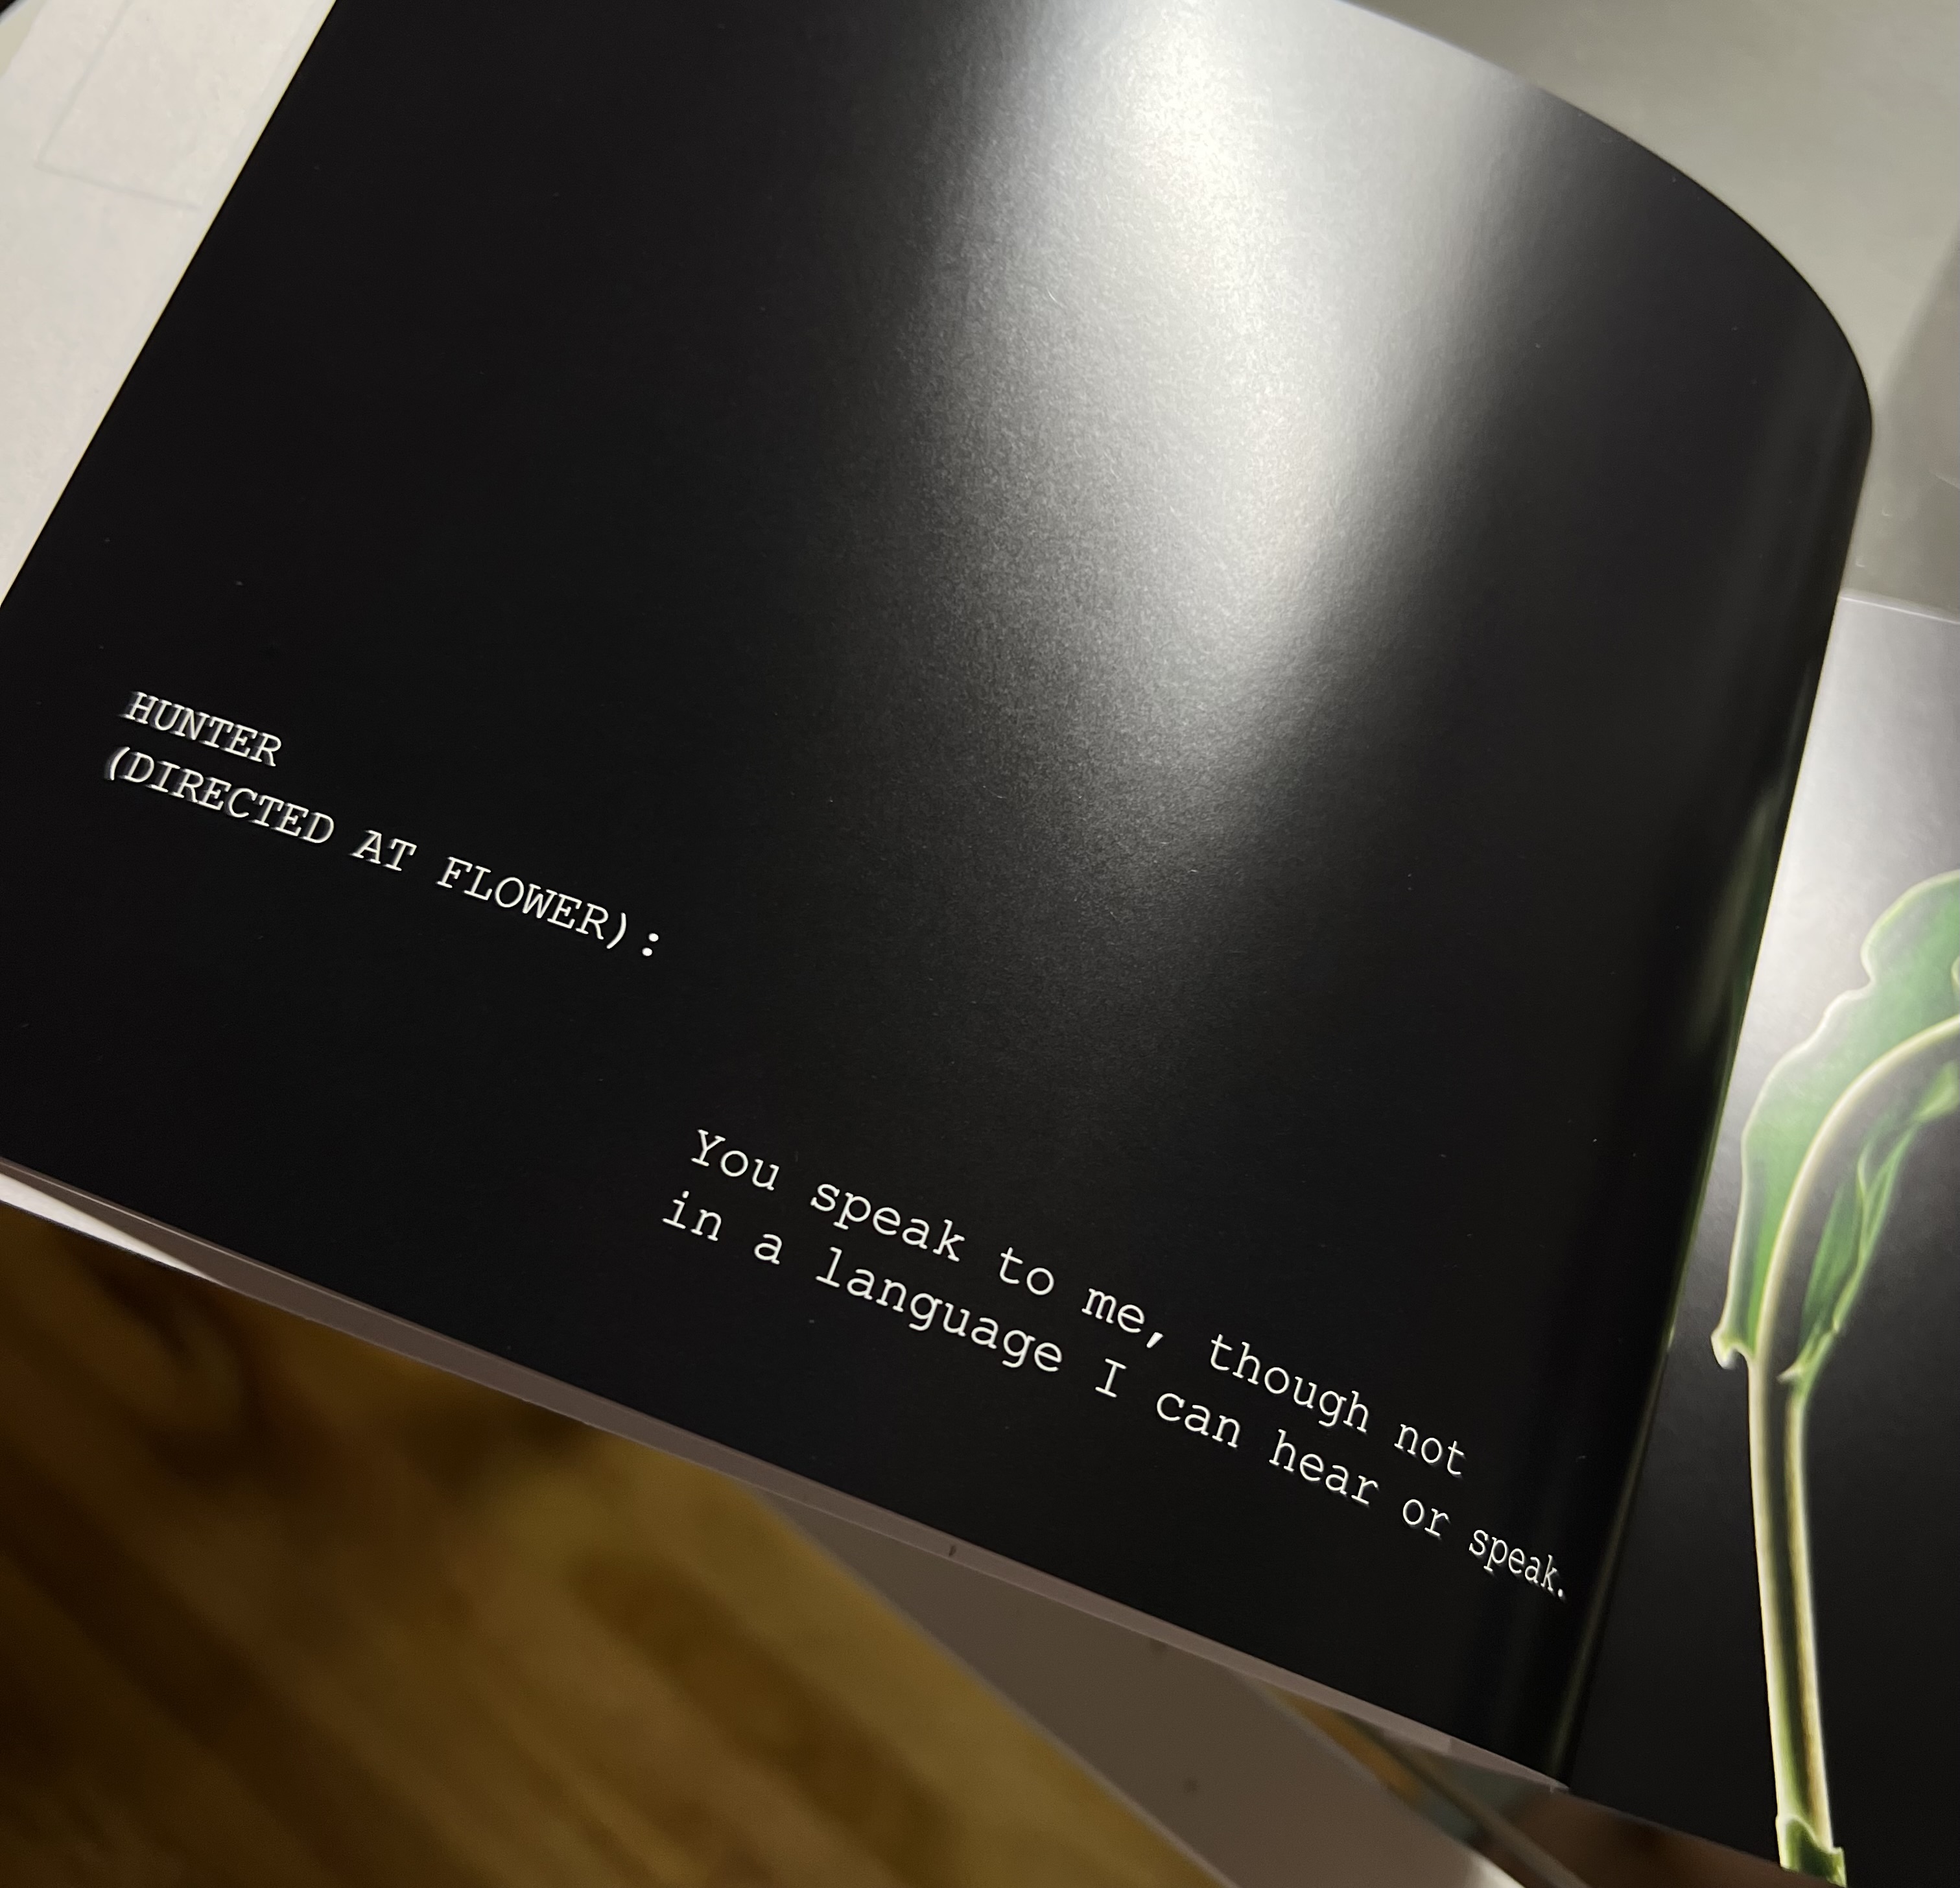 HUNTER
(DIRECTED AT FLOWER):
You speak to me, though not
in a language I can hear or speak.